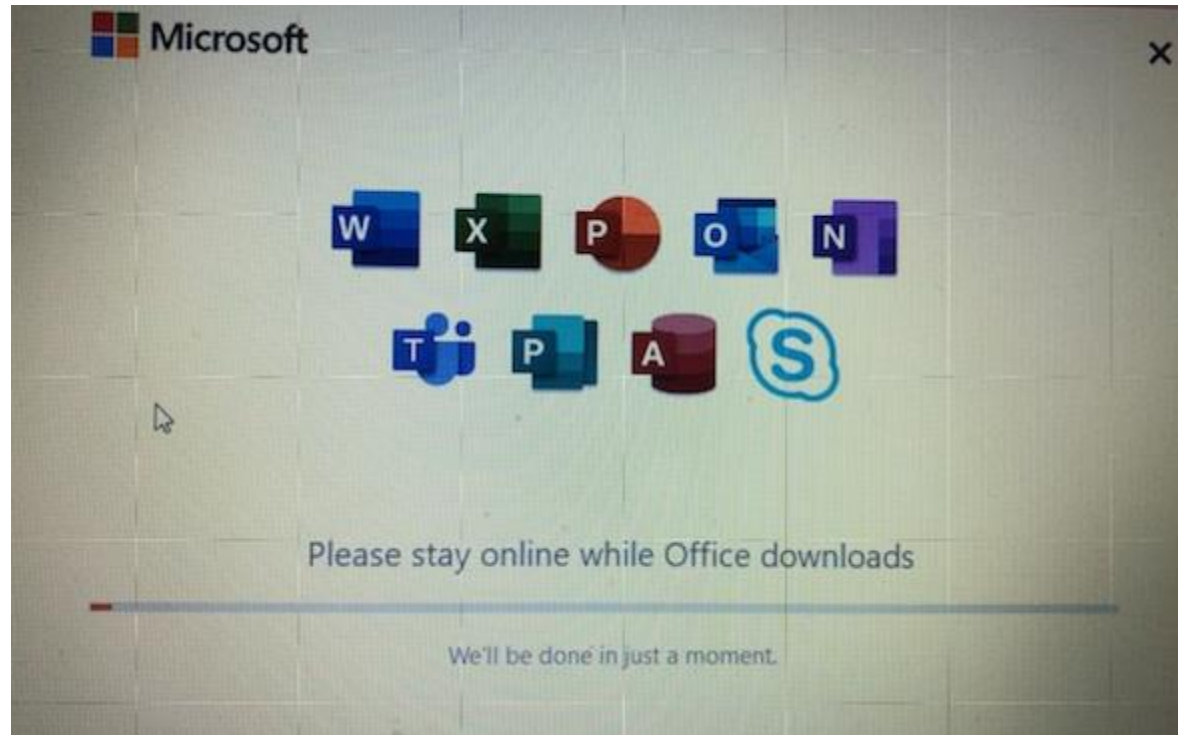 Microsoft
W X P O N
T P A S
Please stay online while Office downloads
We'll be done in just a moment.